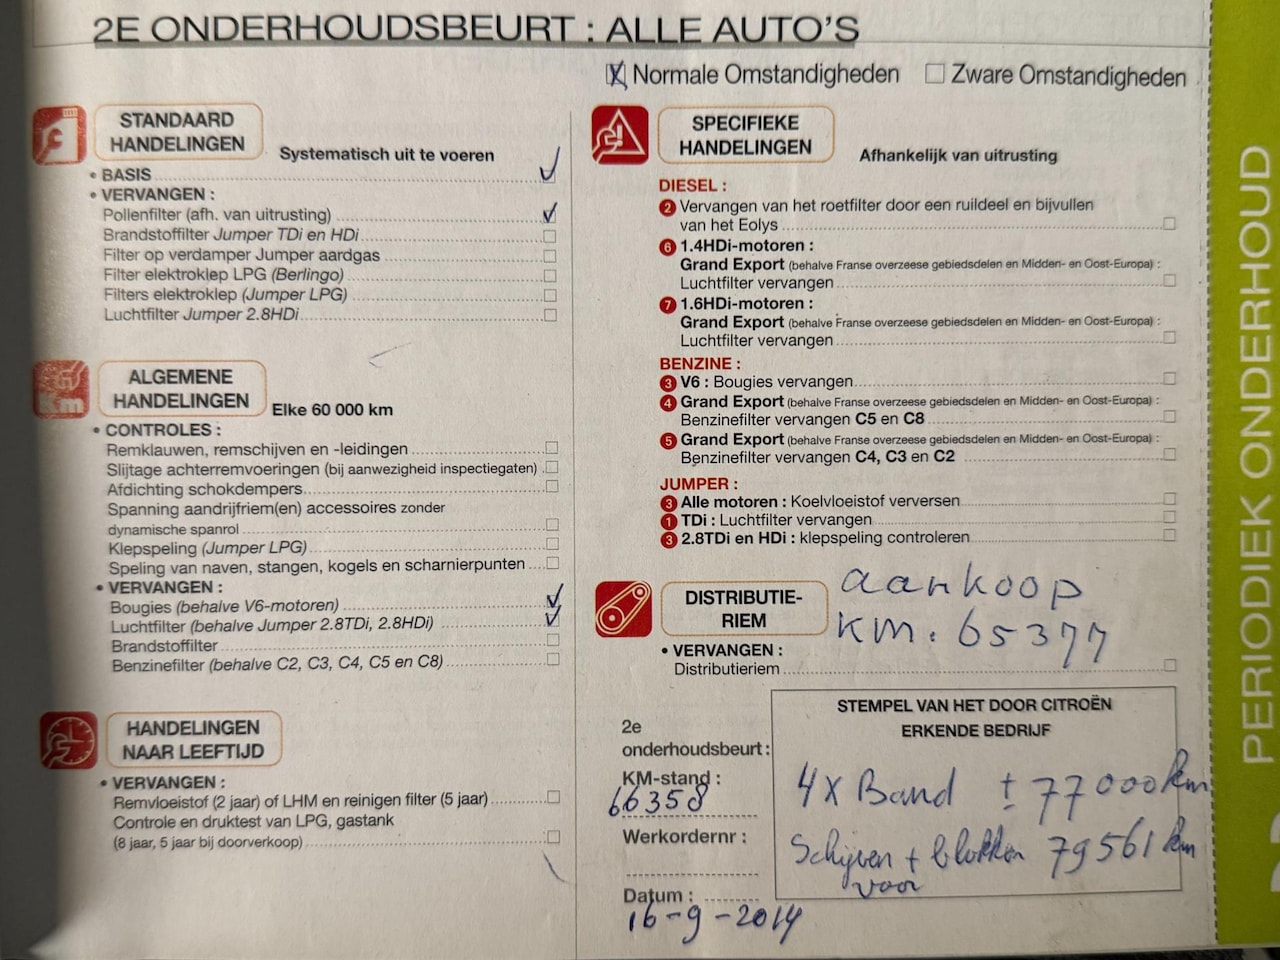 2E ONDERHOUDSBEURT : ALLE AUTO'S
Normale Omstandigheden Zware Omstandigheden
STANDAARD
HANDELINGEN
Systematisch uit te voeren
• BASIS
• VERVANGEN :
Pollenfilter (afh. van uitrusting)
Brandstoffilter Jumper TDi en HDi
Filter op verdamper Jumper aardgas
Filter elektroklep LPG (Berlingo)
Filters elektroklep (Jumper LPG)
Luchtfilter Jumper 2.8HDi
Km
ALGEMENE
HANDELINGEN
Elke 60 000 km
• CONTROLES :
Remklauwen, remschijven en -leidingen
Slijtage achterremvoeringen (bij aanwezigheid inspectiegaten)
Afdichting schokdempers
Spanning aandrijfriem(en) accessoires zonder
dynamische spanrol
Klepspeling (Jumper LPG)
Speling van naven, stangen, kogels en scharnierpunten
• VERVANGEN :
Bougies (behalve V6-motoren)
Luchtfilter (behalve Jumper 2.8TDi, 2.8HDi)
Brandstoffilter
Benzinefilter (behalve C2, C3, C4, C5 en C8)
HANDELINGEN
NAAR LEEFTIJD
• VERVANGEN :
Remvloeistof (2 jaar) of LHM en reinigen filter (5 jaar)
Controle en druktest van LPG, gastank
(8 jaar, 5 jaar bij doorverkoop)
SPECIFIEKE
HANDELINGEN
Afhankelijk van uitrusting
DIESEL :
2 Vervangen van het roetfilter door een ruildeel en bijvullen
van het Eolys
6 1.4HDi-motoren :
Grand Export (behalve Franse overzeese gebiedsdelen en Midden- en Oost-Europa) :
Luchtfilter vervangen
7 1.6HDi-motoren :
Grand Export (behalve Franse overzeese gebiedsdelen en Midden- en Oost-Europa) :
Luchtfilter vervangen
BENZINE :
3 V6 : Bougies vervangen
4 Grand Export (behalve Franse overzeese gebiedsdelen en Midden- en Oost-Europa) :
Benzinefilter vervangen C5 en C8
5 Grand Export (behalve Franse overzeese gebiedsdelen en Midden- en Oost-Europa) :
Benzinefilter vervangen C4, C3 en C2
JUMPER :
3 Alle motoren : Koelvloeistof verversen
1 TDi : Luchtfilter vervangen
3 2.8TDi en HDi : klepspeling controleren
DISTRIBUTIE-
RIEM
aankoop
KM. 65377
• VERVANGEN :
Distributieriem
2e
onderhoudsbeurt :
KM-stand :
66358
Werkordernr :
Datum :
16-9-2014
STEMPEL VAN HET DOOR CITROËN
ERKENDE BEDRIJF
4x Band ± 77000 km
Schijven + blokken 79561 km
voor
PERIODIEK ONDERHOUD